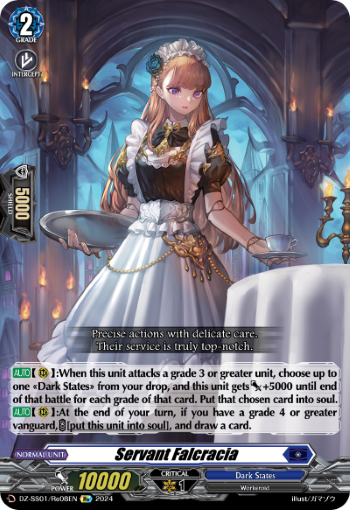 2
GRADE
INTERCEPT
5000
SHIELD
Precise actions with delicate care.
Their service is truly top-notch.
AUTO【RC】:When this unit attacks a grade 3 or greater unit, choose up to
one «Dark States» from your drop, and this unit gets +5000 until end
of that battle for each grade of that card. Put that chosen card into soul.
AUTO【RC】:At the end of your turn, if you have a grade 4 or greater
vanguard, [put this unit into soul], and draw a card.
NORMAL UNIT
Servant Falcracia
POWER 10000
CRITICAL
1
Dark States
Workeroid
DZ-SS01/Re08EN 2024
illust/ガマゾウ